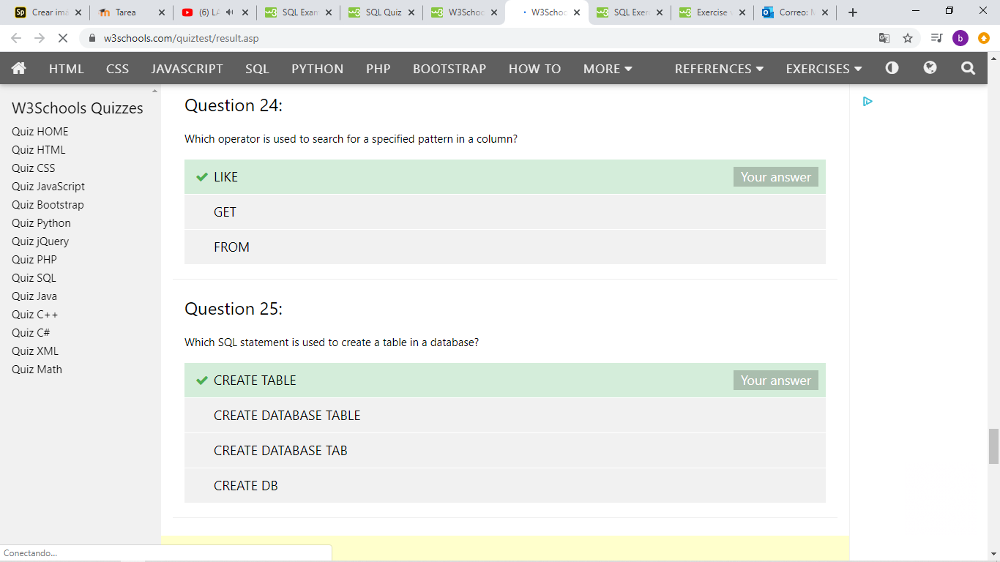 Crear imá
Tarea
(6) LA
SQL Exam
SQL Quiz
W3Schoo
W3Schoo
SQL Exer
Exercise v
Correo: M
w3schools.com/quiztest/result.asp
b
HTML CSS JAVASCRIPT SQL PYTHON PHP BOOTSTRAP HOW TO MORE REFERENCES EXERCISES
W3Schools Quizzes
Quiz HOME
Quiz HTML
Quiz CSS
Quiz JavaScript
Quiz Bootstrap
Quiz Python
Quiz jQuery
Quiz PHP
Quiz SQL
Quiz Java
Quiz C++
Quiz C#
Quiz XML
Quiz Math
Question 24:
Which operator is used to search for a specified pattern in a column?
LIKE Your answer
GET
FROM
Question 25:
Which SQL statement is used to create a table in a database?
CREATE TABLE Your answer
CREATE DATABASE TABLE
CREATE DATABASE TAB
CREATE DB
Conectando...